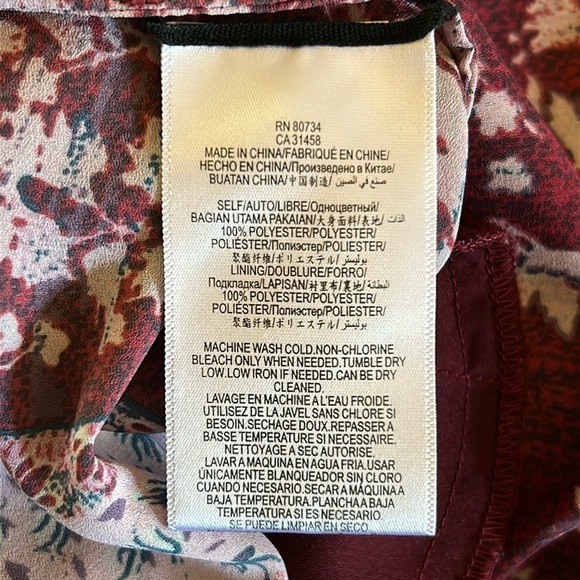 RN 80734
CA 31458
MADE IN CHINA/FABRIQUÉ EN CHINE/
HECHO EN CHINA/Произведено в Китае/
BUATAN CHINA/中国制造/ صنع في الصين/
SELF/AUTO/LIBRE/Одноцветный/
BAGIAN UTAMA PAKAIAN/大身面料/表地/ الذات/
100% POLYESTER/POLYESTER/
POLIÉSTER/Полиэстер/POLIESTER/
聚酯纤维/ポリエステル/ بوليستر/
LINING/DOUBLURE/FORRO/
Подкладка/LAPISAN/衬里布/裏地/ البطانة/
100% POLYESTER/POLYESTER/
POLIÉSTER/Полиэстер/POLIESTER/
聚酯纤维/ポリエステル/ بوليستر/
MACHINE WASH COLD.NON-CHLORINE
BLEACH ONLY WHEN NEEDED.TUMBLE DRY
LOW.LOW IRON IF NEEDED.CAN BE DRY
CLEANED.
LAVAGE EN MACHINE A L'EAU FROIDE.
UTILISEZ DE LA JAVEL SANS CHLORE SI
BESOIN.SECHAGE DOUX.REPASSER A
BASSE TEMPERATURE SI NECESSAIRE.
NETTOYAGE A SEC AUTORISE.
LAVAR A MAQUINA EN AGUA FRIA.USAR
ÚNICAMENTE BLANQUEADOR SIN CLORO
CUANDO NECESARIO.SECAR A MÁQUINA A
BAJA TEMPERATURA.PLANCHA A BAJA
TEMPERATURA SI ES NECESARIO.
SE PUEDE LIMPIAR EN SECO.